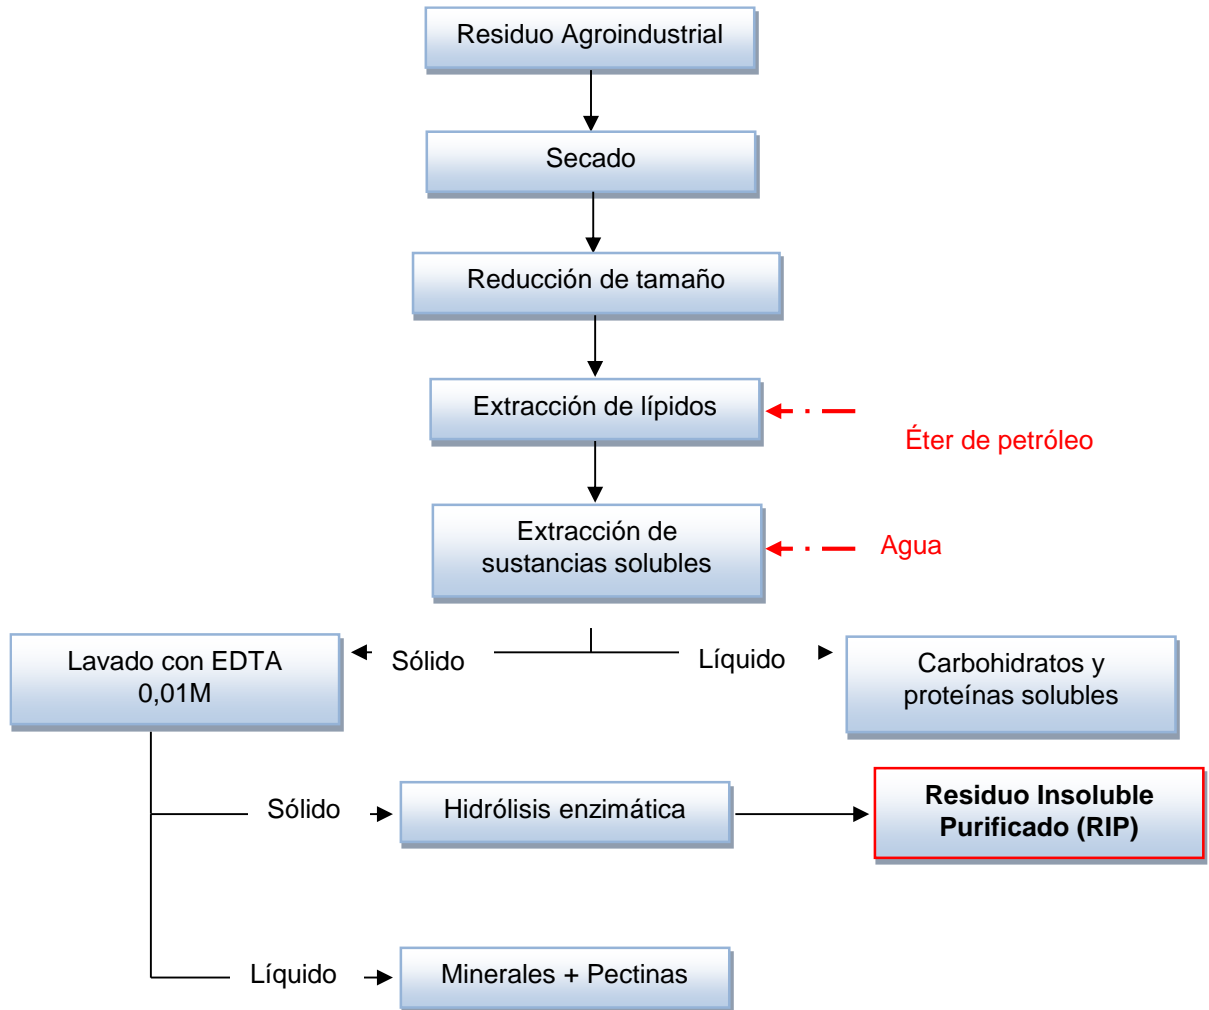 Residuo Agroindustrial
Secado
Reducción de tamaño
Extracción de lípidos
Éter de petróleo
Extracción de
sustancias solubles
Agua
Lavado con EDTA
0,01M
Sólido
Líquido
Carbohidratos y
proteínas solubles
Sólido
Hidrólisis enzimática
Residuo Insoluble
Purificado (RIP)
Líquido
Minerales + Pectinas